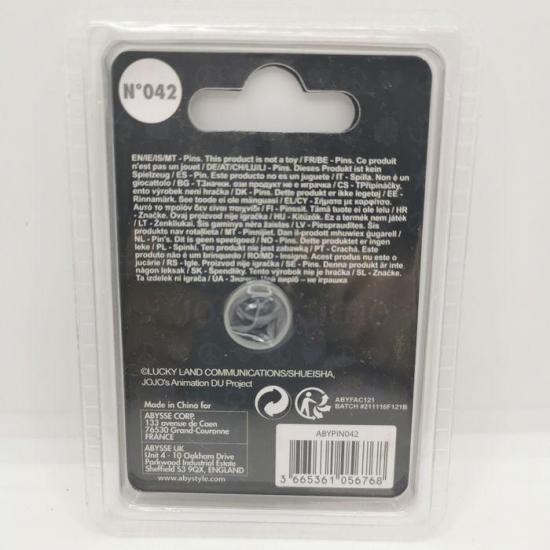 N°042
EN/IE/IS/MT - Pins. This product is not a toy / FR/BE - Pins. Ce produit
n'est pas un jouet / DE/AT/CH/LU/LI - Pins. Dieses Produkt ist kein
Spielzeug / ES - Pin. Este producto no es un juguete / IT - Spilla. Non è un
giocattolo / BG - ТЗначки. ози продукт не е играчка / CS - TPřipínáčky.
ento výrobek není hračka / DK - Pins. Dette produkt er ikke legetøj / EE -
Rinnamärk. See toode ei ole mänguasi / EL/CY - Σήματα με καρφίτσα.
Αυτό το προϊόν δεν είναι παιχνίδι / FI - Pinssit. Tämä tuote ei ole lelu / HR
- Značke. Ovaj proizvod nije igračka / HU - Kitűzők. Ez a termék nem játék
/ LT - Ženkliukai. Šis gaminys nėra žaislas / LV - Piespraudītes. Šis
produkts nav rotaļlieta / MT - Pinnijiet. Dan il-prodott mhuwiex ġugarell /
NL - Pin's. Dit is geen speelgoed / NO - Pins. Dette produktet er ingen
leke / PL - Spinki. Ten produkt nie jest zabawką / PT - Crachá. Este
produto não é um brinquedo / RO/MD - Insigne. Acest produs nu este o
jucărie / RS - Igle. Proizvod nije igračka / SE - Pins. Denna produkt är inte
någon leksak / SK - Špendlíky. Tento výrobok nie je hračka / SL - Značke.
Ta izdelek ni igrača / UA - Значки. Цей виріб – не іграшка
©LUCKY LAND COMMUNICATIONS/SHUEISHA,
JOJO's Animation DU Project
Made in China for
ABYSSE CORP.
133 avenue de Caen
76530 Grand-Couronne
FRANCE
ABYSSE UK
Unit 4 - 10 Oakham Drive
Parkwood Industrial Estate
Sheffield S3 9QX, ENGLAND
www.abystyle.com
ABYFAC121
BATCH #211116F121B
ABYPIN042
3 665361 056768